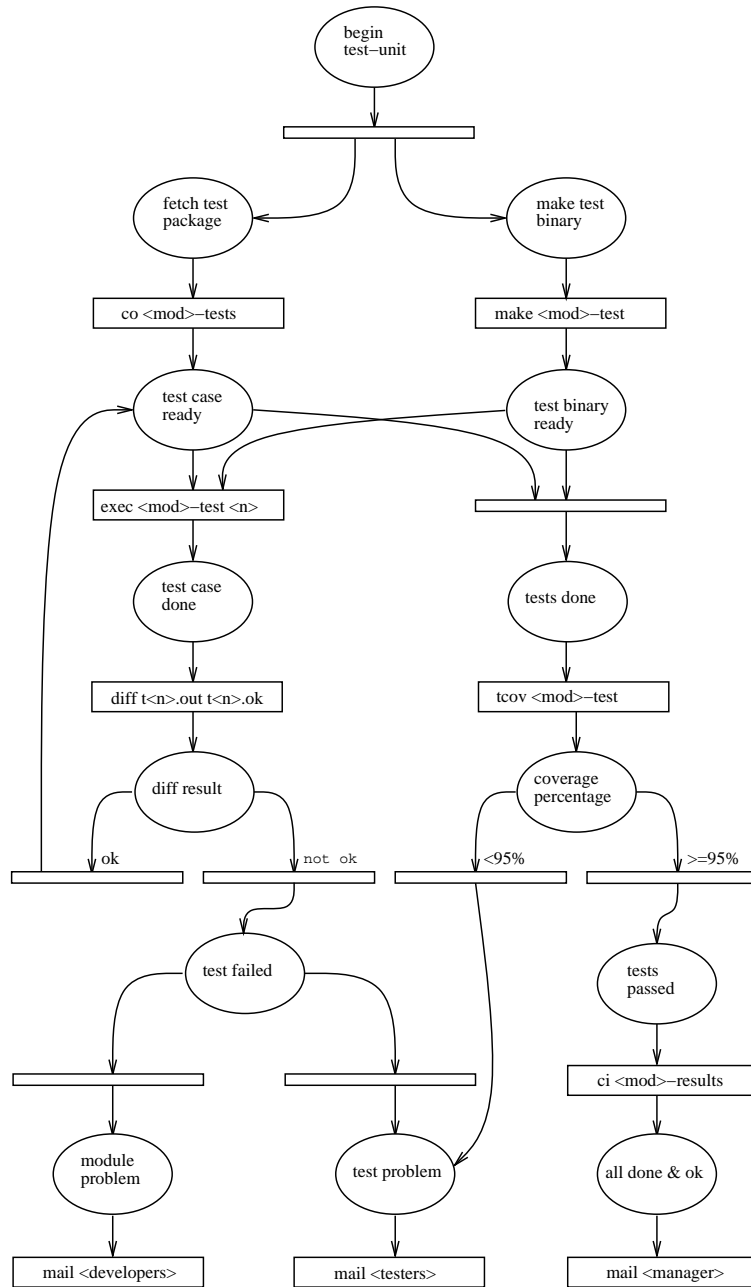 begin
test−unit
fetch test
package
make test
binary
co <mod>−tests
make <mod>−test
test case
ready
test binary
ready
exec <mod>−test <n>
test case
done
tests done
diff t<n>.out t<n>.ok
tcov <mod>−test
diff result
coverage
percentage
ok
not ok
<95%
>=95%
test failed
tests
passed
ci <mod>−results
module
problem
test problem
all done & ok
mail <developers>
mail <testers>
mail <manager>